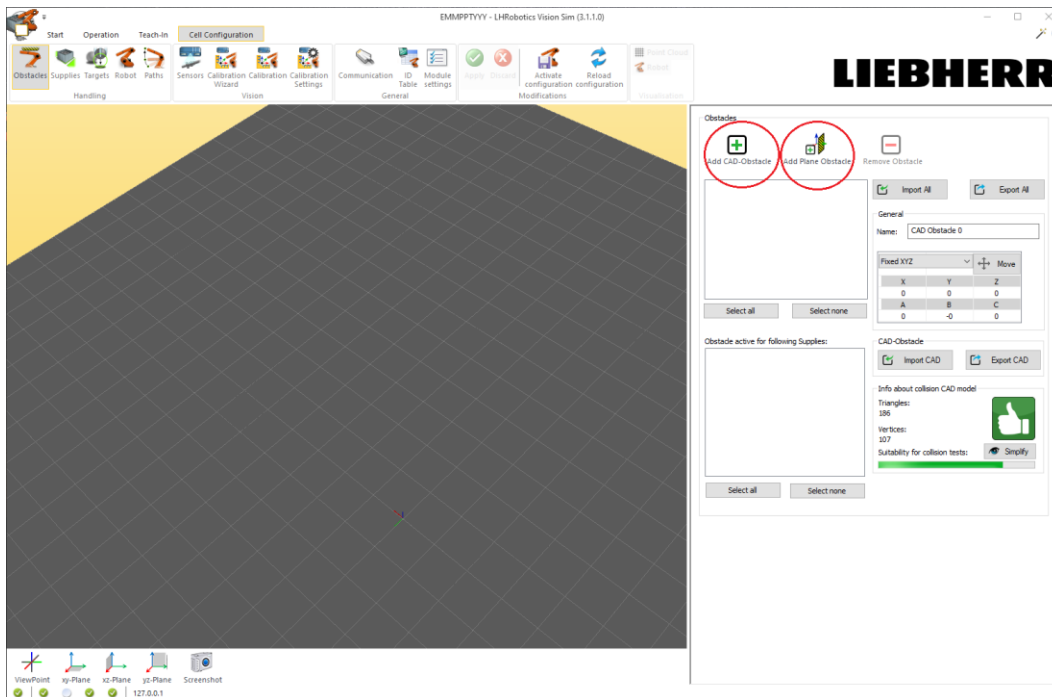 EMMPPTYYY - LHRobotics Vision Sim (3.1.1.0)
Start Operation Teach-In Cell Configuration
Obstacles Supplies Targets Robot Paths
Handling
Sensors Calibration Wizard Calibration Calibration Settings
Vision
Communication ID Table Module settings
General
Apply Discard Activate configuration Reload configuration
Modifications
Point Cloud
Robot
Visualization
LIEBHERR
Obstacles
Add CAD-Obstacle Add Plane Obstacle Remove Obstacle
Import All Export All
General
Name: CAD Obstacle 0
Fixed XYZ Move
X Y Z
0 0 0
A B C
0 -0 0
Select all Select none
Obstacle active for following Supplies:
CAD-Obstacle
Import CAD Export CAD
Info about collision CAD model
Triangles:
186
Vertices:
107
Suitability for collision tests: Simplify
Select all Select none
ViewPoint xy-Plane xz-Plane yz-Plane Screenshot
127.0.0.1